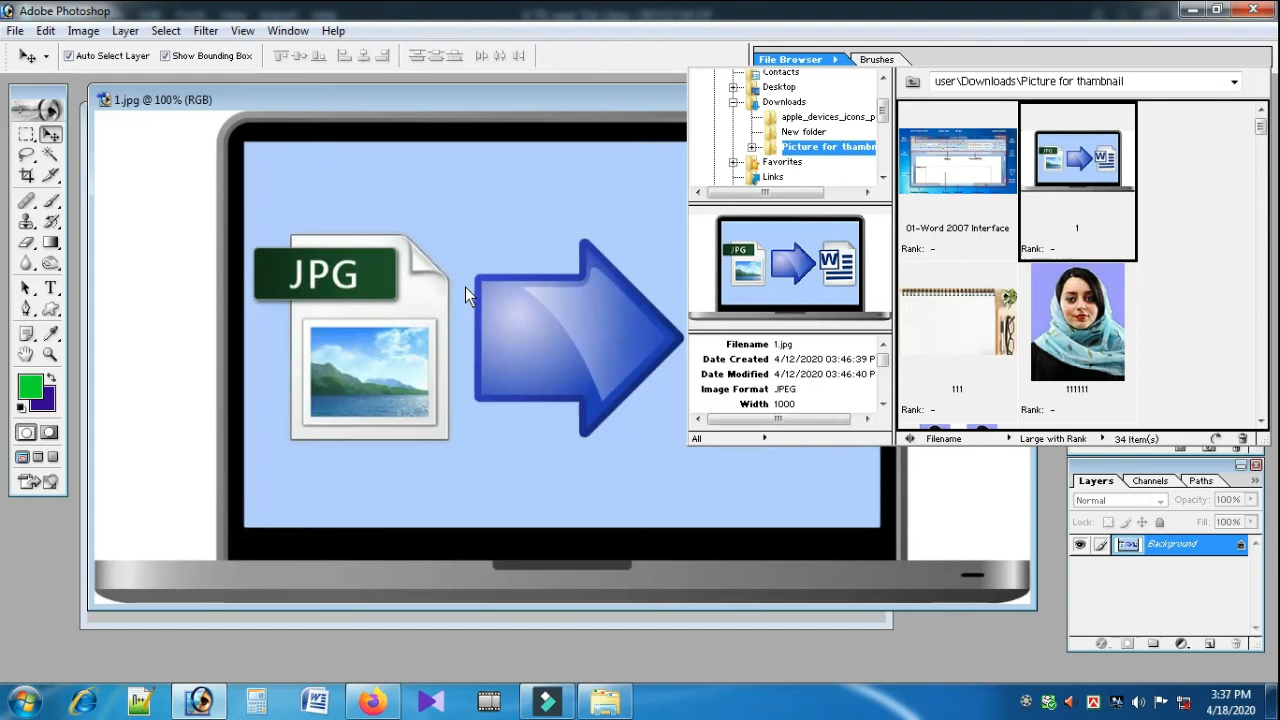 Adobe Photoshop
File Edit Image Layer Select Filter View Window Help
Auto Select Layer Show Bounding Box
File Browser Brushes
1.jpg @ 100% (RGB)
Contacts
Desktop
Downloads
apple_devices_icons_p
New folder
Picture for thumbn
Favorites
Links
user\Downloads\Picture for thumbnail
JPG
W
01-Word 2007 Interface
Rank: -
JPG
W
1
Rank: -
111
Rank: -
111111
Rank: -
JPG
Filename 1.jpg
Date Created 4/12/2020 03:46:39 P
Date Modified 4/12/2020 03:46:40 P
Image Format JPEG
Width 1000
All
Filename Large with Rank 34 Item(s)
Layers Channels Paths
Normal Opacity: 100%
Lock: Fill: 100%
Background
3:37 PM
4/18/2020